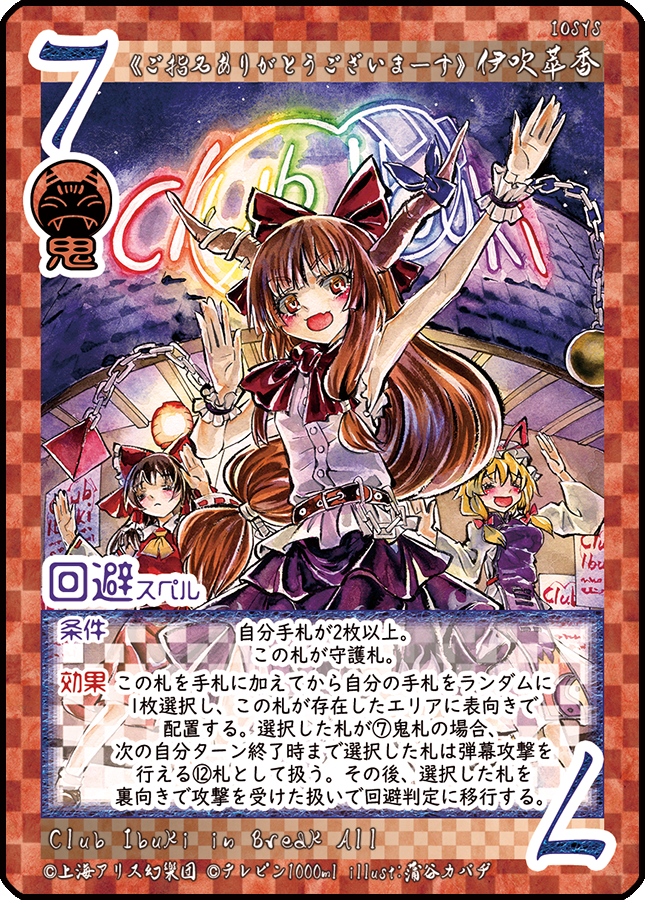 IOSYS
7
《ご指名ありがとうございまーす》伊吹萃香
鬼
Club Ibuki
Club
Ibuki
Club
Ibu
Club
回避スペル
条件
自分手札が2枚以上。
この札が守護札。
効果
この札を手札に加えてから自分の手札をランダムに
1枚選択し、この札が存在したエリアに表向きで
配置する。選択した札が⑦鬼札の場合、
次の自分ターン終了時まで選択した札は弾幕攻撃を
行える⑫札として扱う。その後、選択した札を
裏向きで攻撃を受けた扱いで回避判定に移行する。
7
Club Ibuki in Break All
©上海アリス幻樂団 ©テレピン1000ml illust:蒲谷カバヂ